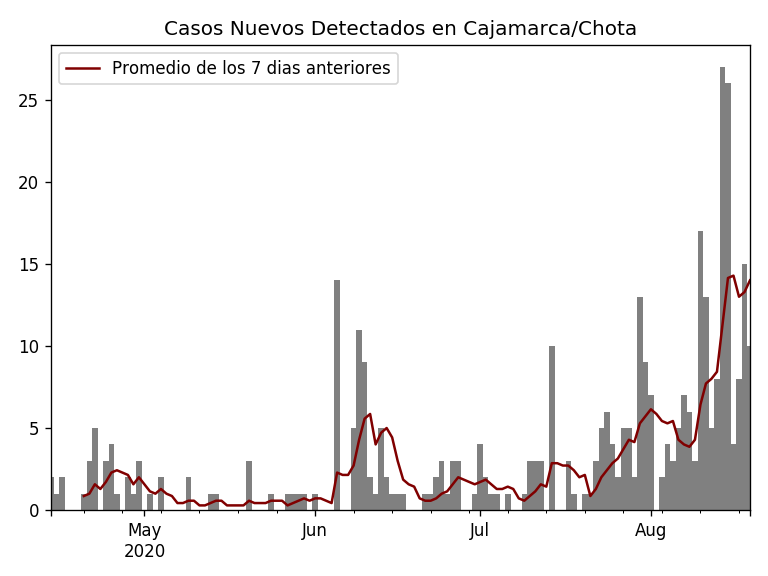 Casos Nuevos Detectados en Cajamarca/Chota
Promedio de los 7 dias anteriores
25
20
15
10
5
0
May
2020
Jun
Jul
Aug